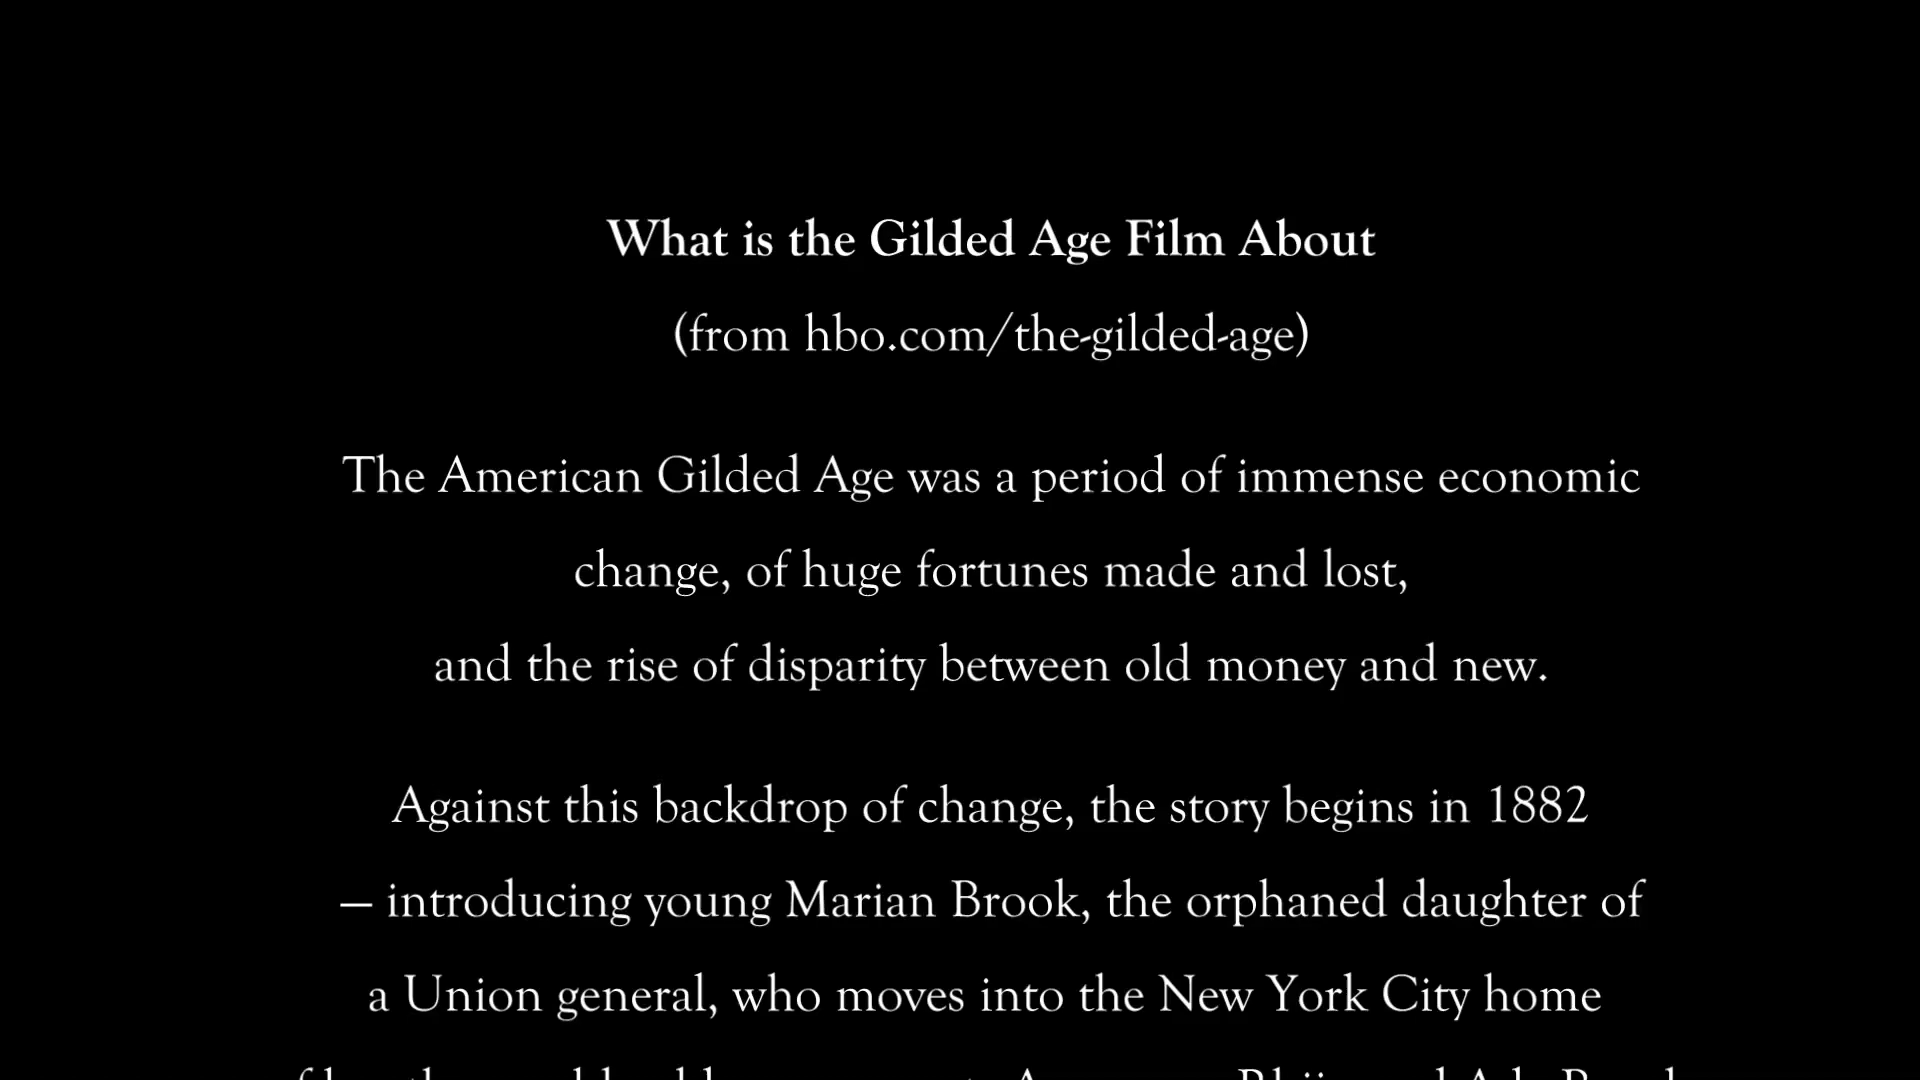 What is the Gilded Age Film About
(from hbo.com/the-gilded-age)
The American Gilded Age was a period of immense economic
change, of huge fortunes made and lost,
and the rise of disparity between old money and new.
Against this backdrop of change, the story begins in 1882
– introducing young Marian Brook, the orphaned daughter of
a Union general, who moves into the New York City home